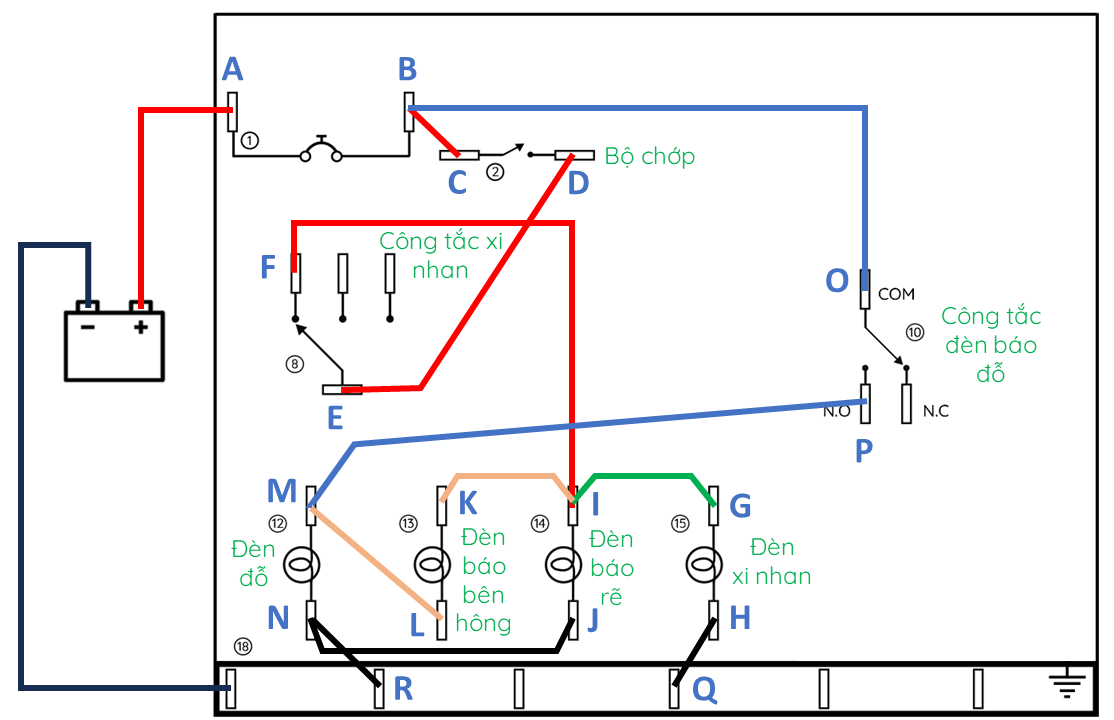 A
B
①
C
②
D
Bộ chớp
F
Công tắc xi
nhan
O
COM
⑩
Công tắc
đèn báo
đỗ
−
+
⑧
E
N.O
N.C
P
M
K
I
G
⑫
⑬
⑭
⑮
Đèn
đỗ
Đèn
báo
bên
hông
Đèn
báo
rẽ
Đèn
xi nhan
N
L
J
H
⑱
R
Q